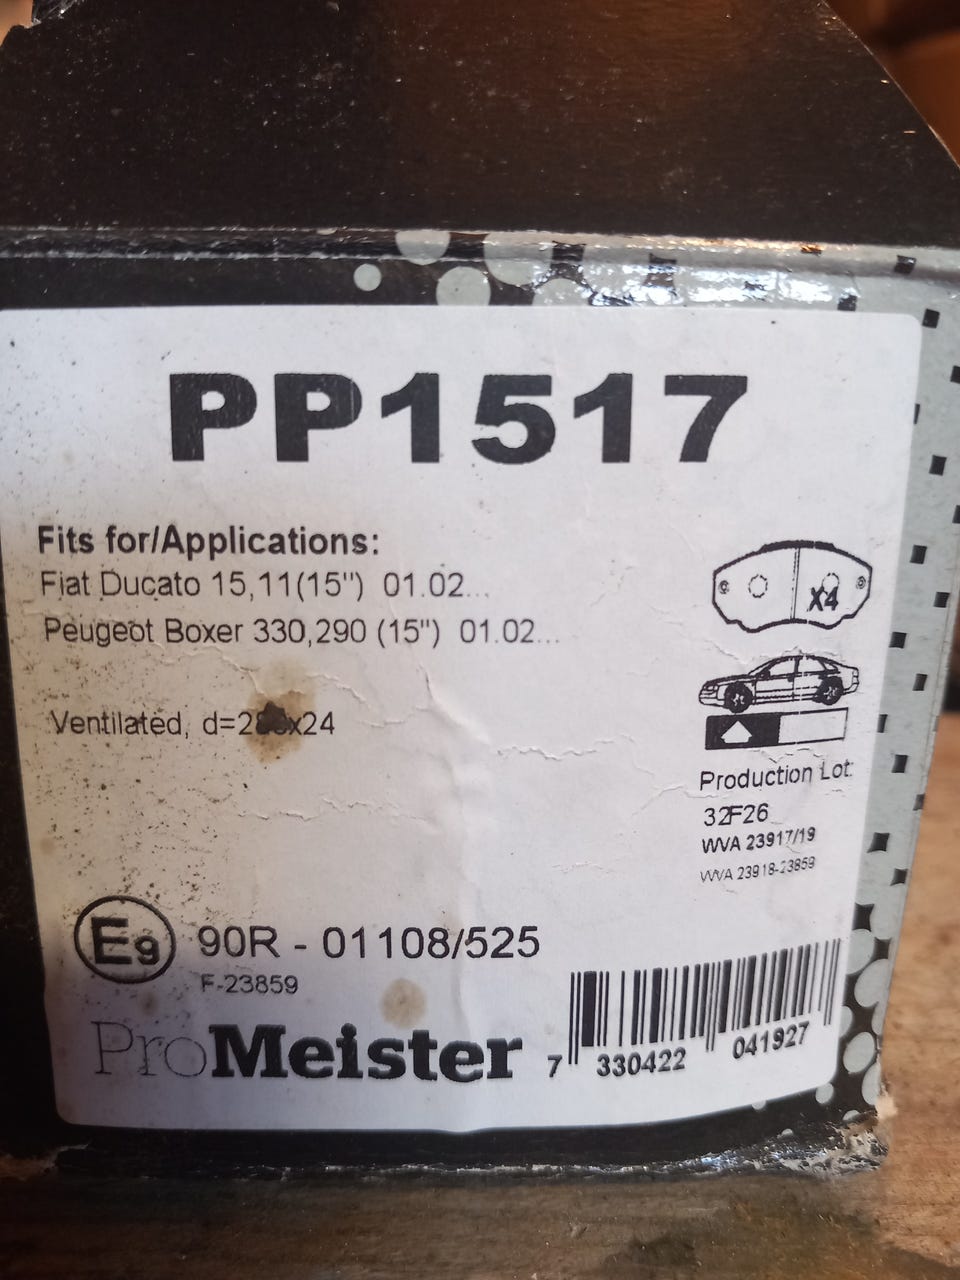 PP1517
Fits for/Applications:
Fiat Ducato 15,11(15") 01.02...
Peugeot Boxer 330,290 (15") 01.02...
X4
Ventilated,
Production Lot:
32F26
WVA 23917/19
WVA 23918-23859
E9 90R - 01108/525
F-23859
ProMeister
7 330422 041927